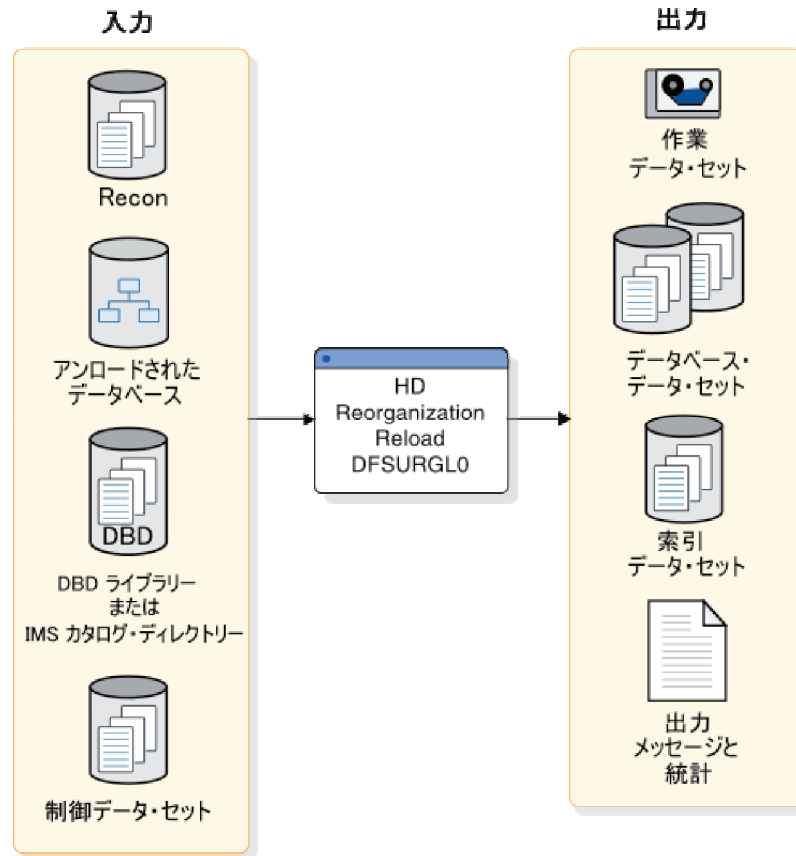 入力
Recon
アンロードされた
データベース
DBD
DBD ライブラリー
または
IMS カタログ・ディレクトリー
制御データ・セット
HD
Reorganization
Reload
DFSURGL0
出力
作業
データ・セット
データベース・
データ・セット
索引
データ・セット
出力
メッセージと
統計